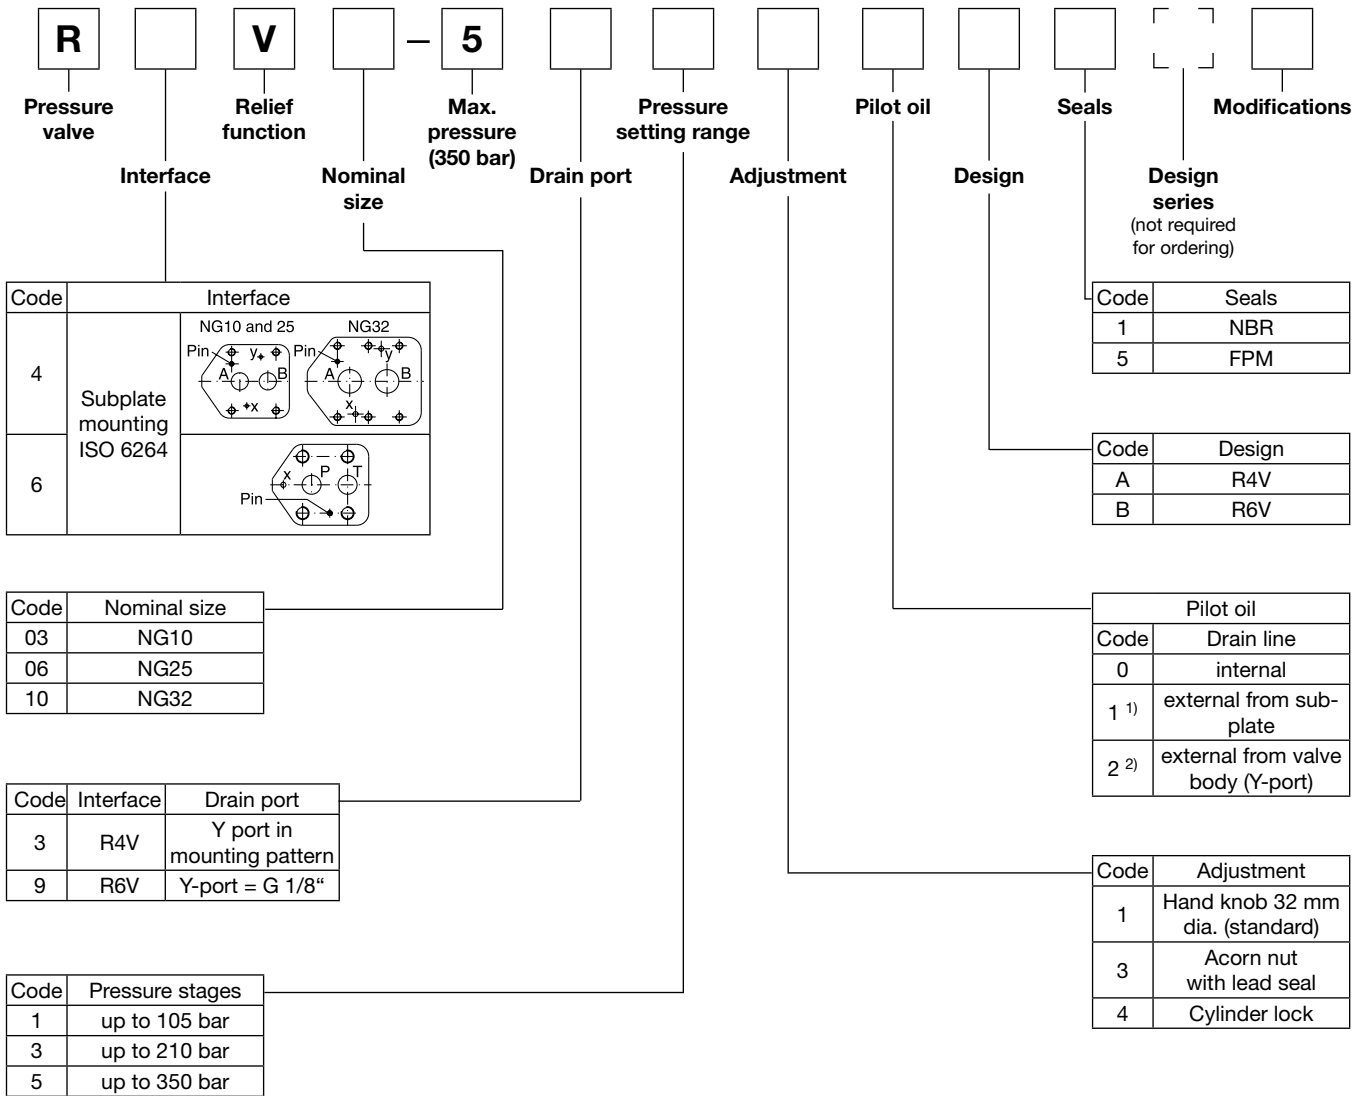 R V – 5
Pressure
valve
Relief
function
Max.
pressure
(350 bar)
Pressure
setting range
Pilot oil
Seals
Modifications
Interface
Nominal
size
Drain port
Adjustment
Design
Design
series
(not required
for ordering)
Code Interface
4
Subplate
mounting
ISO 6264
NG10 and 25
Pin y
A B
x
NG32
Pin y
A B
x
6
x P T
Pin
Code Nominal size
03 NG10
06 NG25
10 NG32
Code Interface Drain port
3 R4V Y port in
mounting pattern
9 R6V Y-port = G 1/8“
Code Pressure stages
1 up to 105 bar
3 up to 210 bar
5 up to 350 bar
Code Seals
1 NBR
5 FPM
Code Design
A R4V
B R6V
Pilot oil
Code Drain line
0 internal
1 1) external from sub-
plate
2 2) external from valve
body (Y-port)
Code Adjustment
1 Hand knob 32 mm
dia. (standard)
3 Acorn nut
with lead seal
4 Cylinder lock